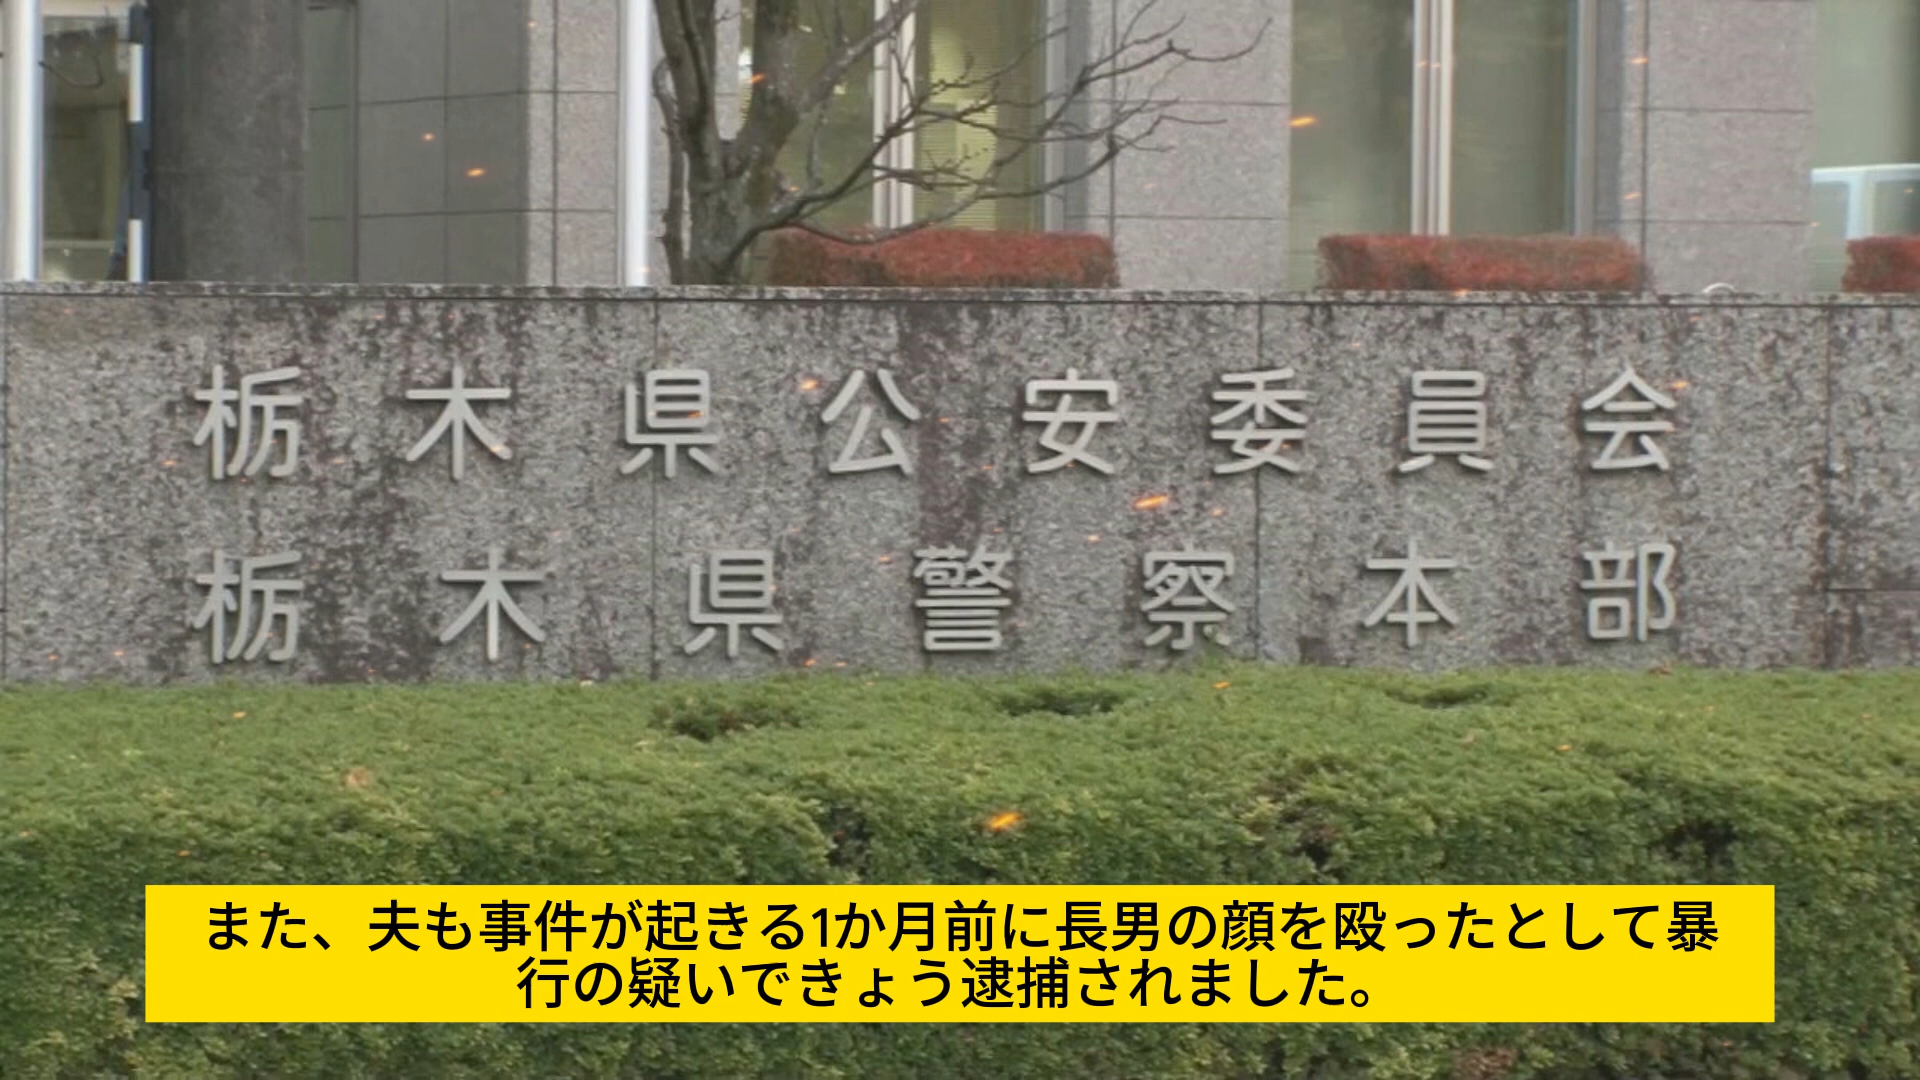 栃木県公安委員会
栃木県警察本部
また、夫も事件が起きる1か月前に長男の顔を殴ったとして暴
行の疑いできょう逮捕されました。